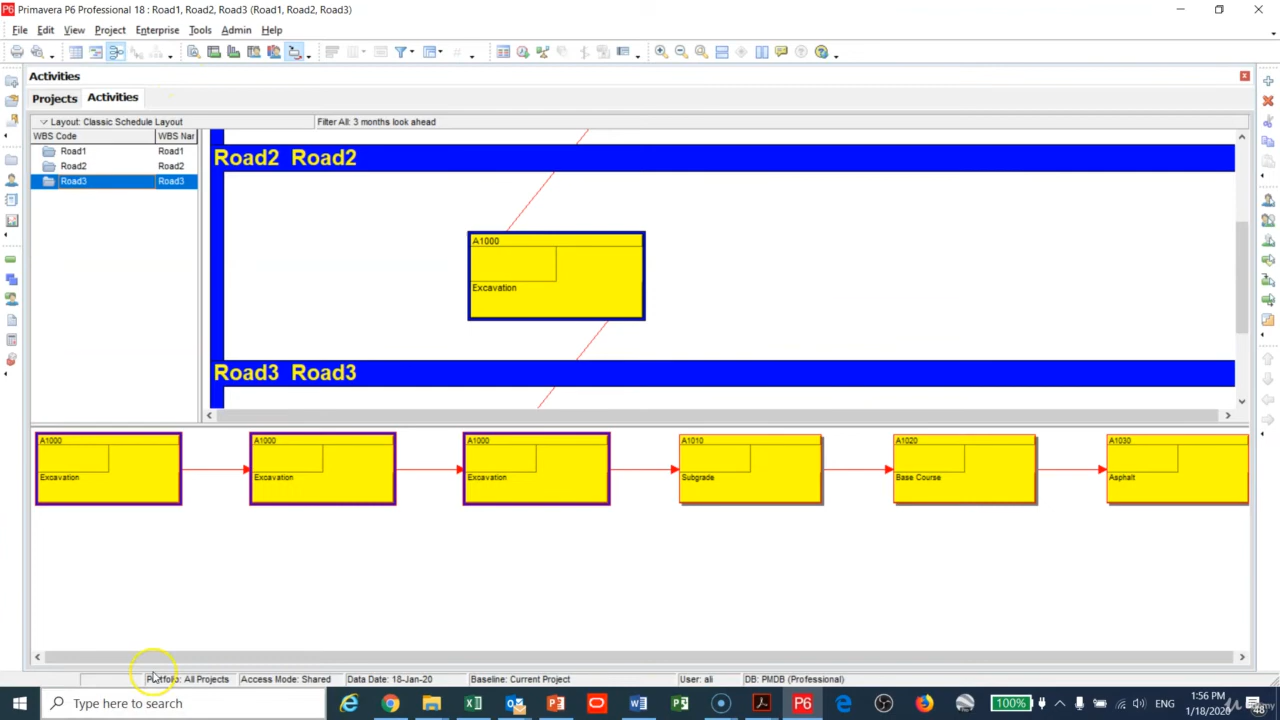 Primavera P6 Professional 18 : Road1, Road2, Road3 (Road1, Road2, Road3)
File Edit View Project Enterprise Tools Admin Help
Activities
Projects Activities
Layout: Classic Schedule Layout Filter All: 3 months look ahead
WBS Code WBS Nar
Road1 Road1
Road2 Road2
Road3 Road3
Road2 Road2
A1000
Excavation
Road3 Road3
A1000 A1000 A1000 A1010 A1020 A1030
Excavation Excavation Excavation Subgrade Base Course Asphalt
Portfolio: All Projects Access Mode: Shared Data Date: 18-Jan-20 Baseline: Current Project User: ali DB: PMDB (Professional)
Type here to search
100% ENG 1:56 PM
1/18/2020 48